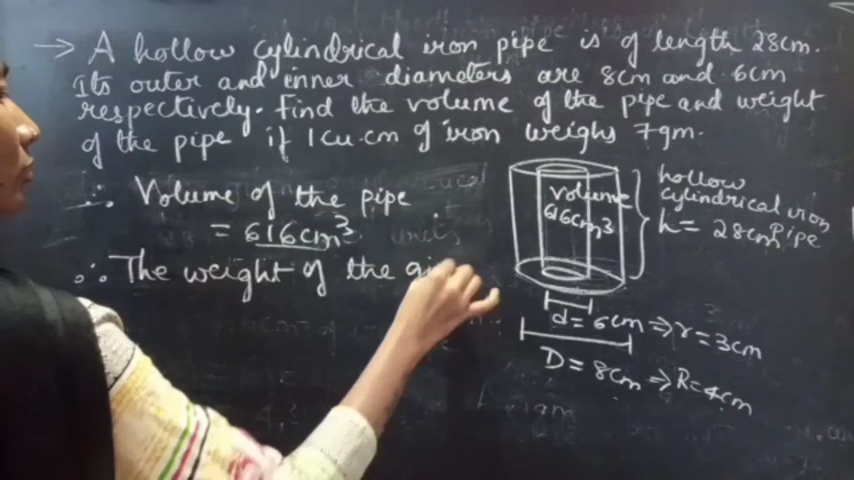 → A hollow cylindrical iron pipe is of length 28cm.
Its outer and inner diameters are 8cm and 6cm
respectively. Find the volume of the pipe and weight
of the pipe if 1cu.cm of iron weighs 7gm.
∴ Volume of the pipe
= 616cm³.
∴ The weight of the gi
volume
616cm3
hollow
cylindrical iron
Pipe
h = 28cm
d = 6cm ⇒ r = 3cm
D = 8cm ⇒ R = 4cm